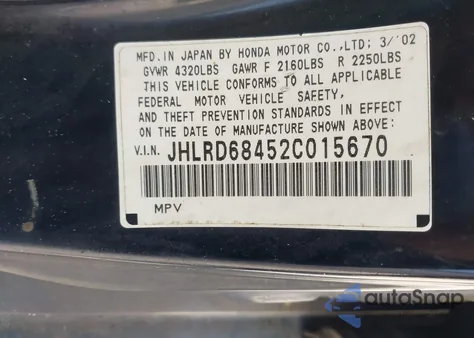 MFD.IN JAPAN BY HONDA MOTOR CO.,LTD; 3/'02
GVWR 4320LBS GAWR F 2160LBS R 2250LBS
THIS VEHICLE CONFORMS TO ALL APPLICABLE
FEDERAL MOTOR VEHICLE SAFETY,
AND THEFT PREVENTION STANDARDS IN EFFECT
ON THE DATE OF MANUFACTURE SHOWN ABOVE:
V.I.N. JHLRD68452C015670
MPV
autoSnap